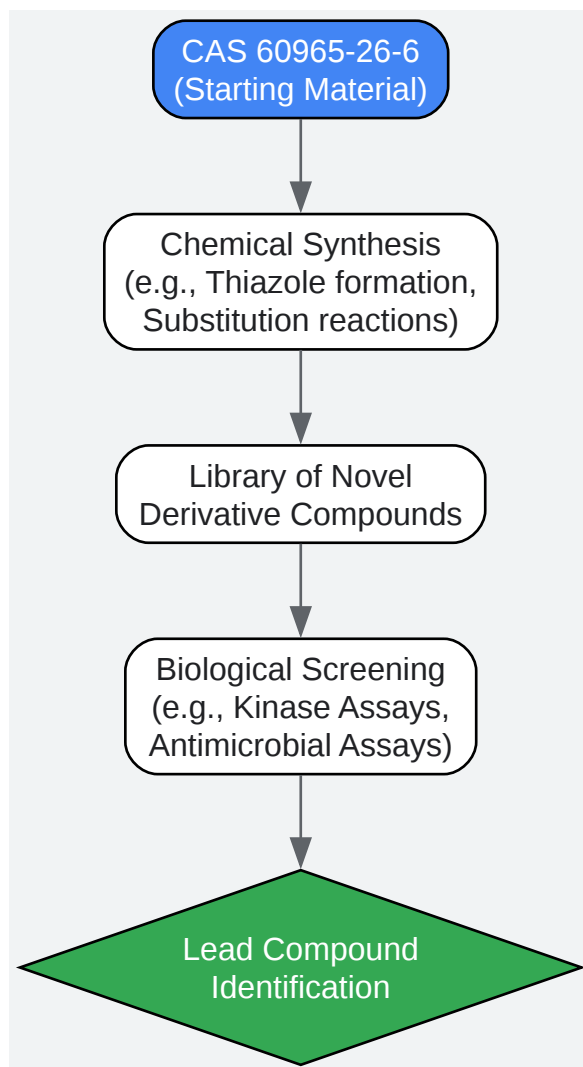 CAS 60965-26-6
(Starting Material)
Chemical Synthesis
(e.g., Thiazole formation,
Substitution reactions)
Library of Novel
Derivative Compounds
Biological Screening
(e.g., Kinase Assays,
Antimicrobial Assays)
Lead Compound
Identification